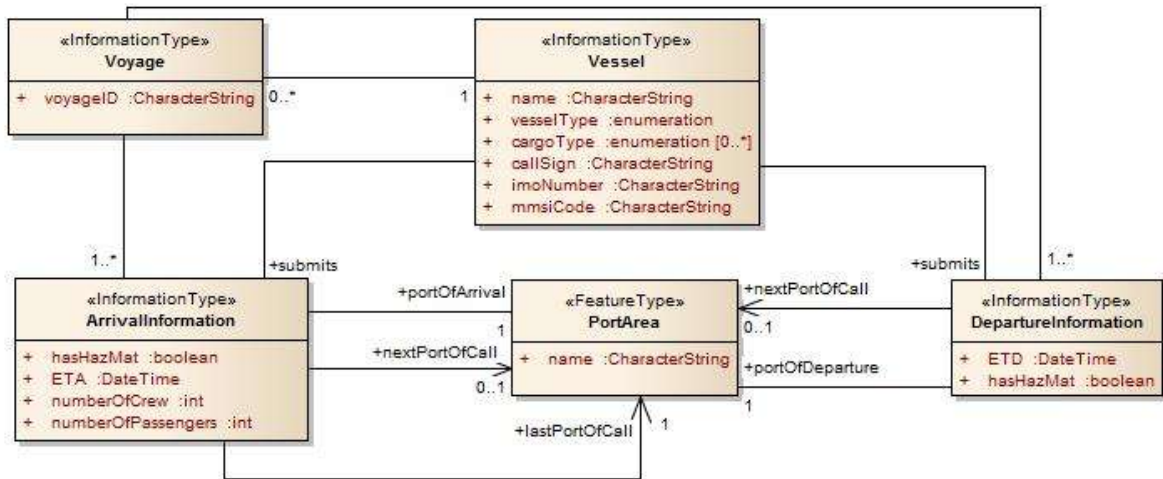 «InformationType»
Voyage
+ voyageID :CharacterString
0..*
1
«InformationType»
Vessel
+ name :CharacterString
+ vesselType :enumeration
+ cargoType :enumeration [0..*]
+ callSign :CharacterString
+ imoNumber :CharacterString
+ mmsiCode :CharacterString
1..*
+submits
+submits
1..*
«InformationType»
ArrivalInformation
+ hasHazMat :boolean
+ ETA :DateTime
+ numberOfCrew :int
+ numberOfPassengers :int
+portOfArrival
1
+nextPortOfCall
0..1
+lastPortOfCall
1
«FeatureType»
PortArea
+ name :CharacterString
+nextPortOfCall
0..1
+portOfDeparture
1
«InformationType»
DepartureInformation
+ ETD :DateTime
+ hasHazMat :boolean